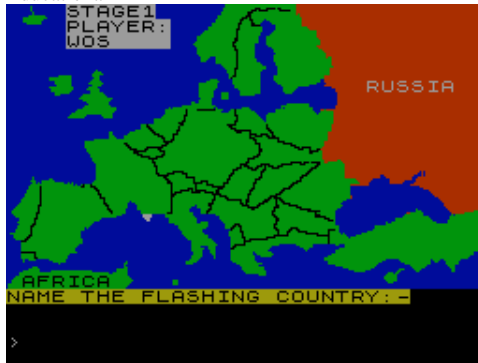 STAGE1
PLAYER:
WOS
RUSSIA
AFRICA
NAME THE FLASHING COUNTRY:-
>